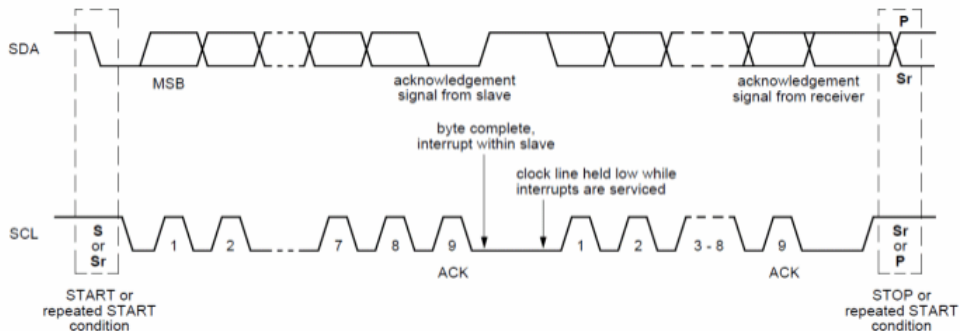 P
SDA
MSB
acknowledgement
signal from slave
acknowledgement
signal from receiver
Sr
byte complete,
interrupt within slave
clock line held low while
interrupts are serviced
SCL
S
or
Sr
1
2
7
8
9
1
2
3 - 8
9
Sr
or
P
ACK
ACK
START or
repeated START
condition
STOP or
repeated START
condition